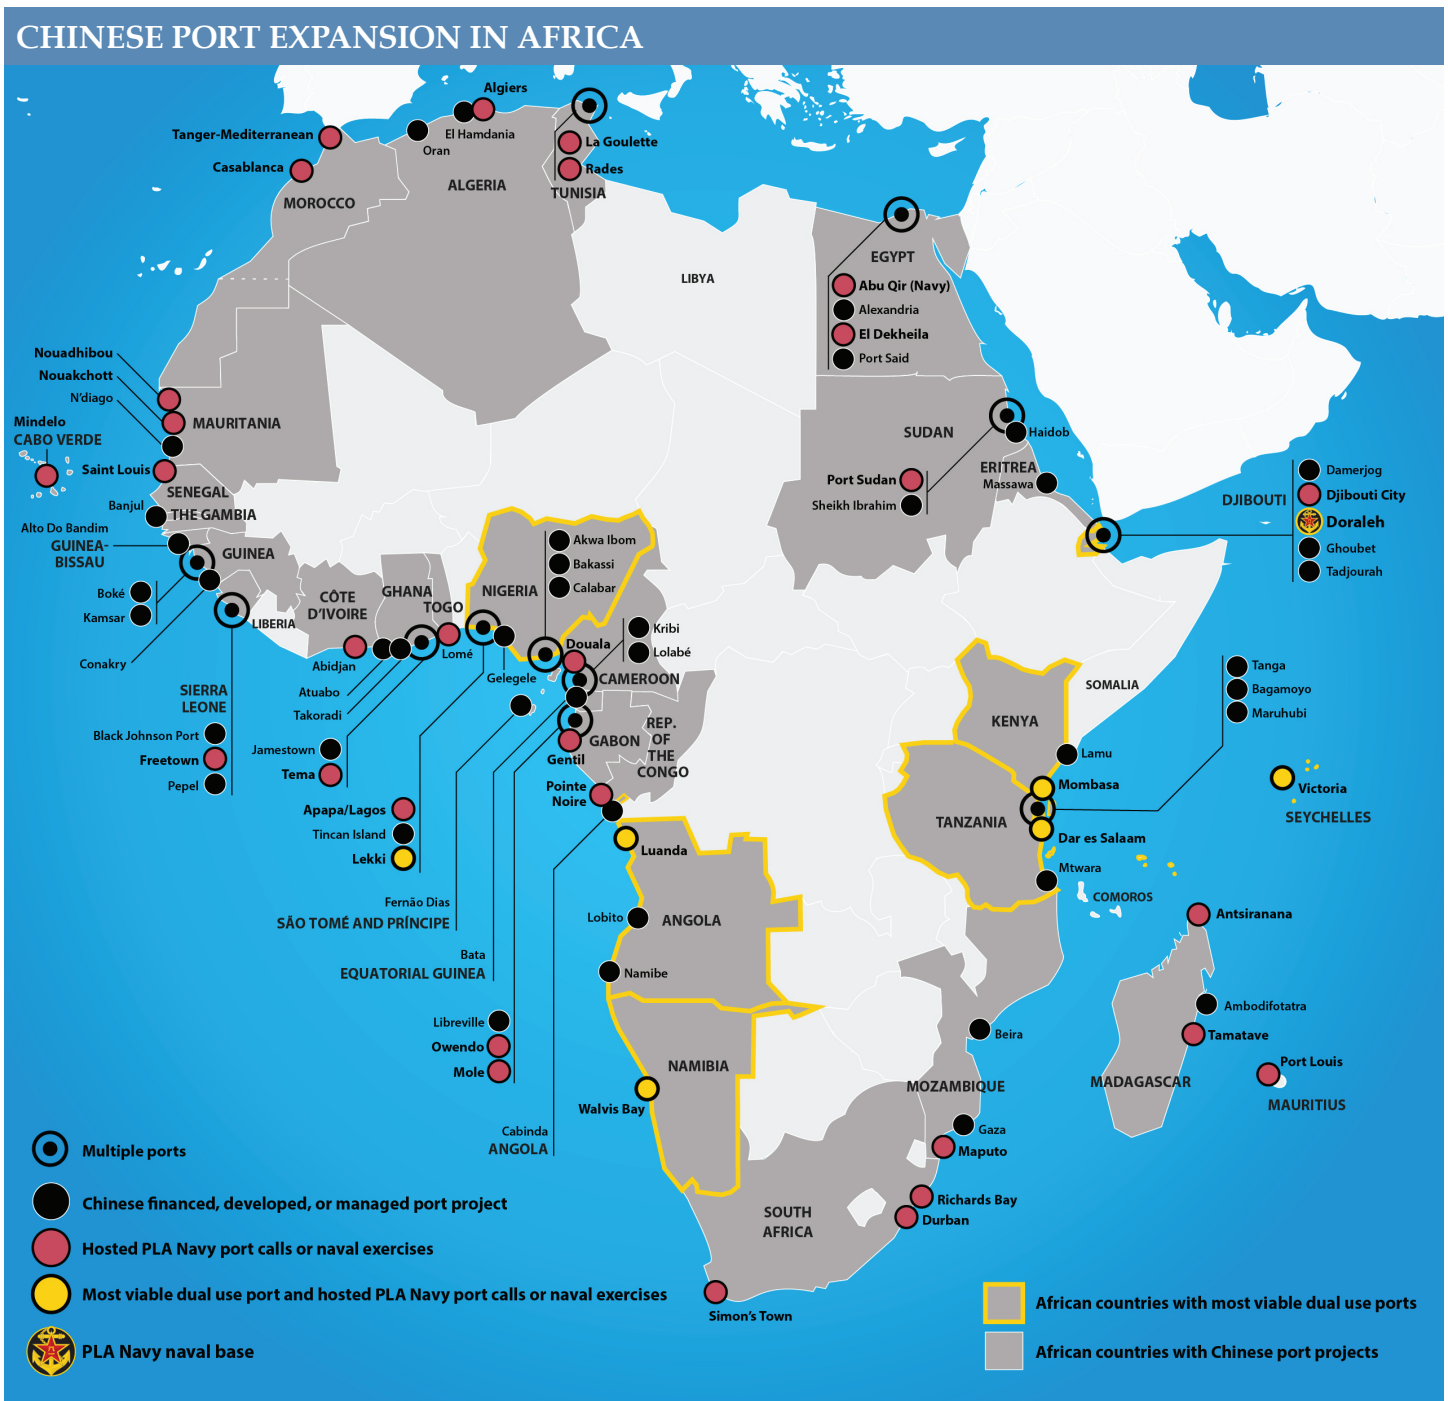 CHINESE PORT EXPANSION IN AFRICA
Algiers
El Hamdania
Oran
ALGERIA
Tanger-Mediterranean
Casablanca
MOROCCO
La Goulette
Rades
TUNISIA
LIBYA
EGYPT
Abu Qir (Navy)
Alexandria
El Dekheila
Port Said
Nouadhibou
Nouakchott
N'diago
MAURITANIA
Mindelo
CABO VERDE
Saint Louis
SENEGAL
Banjul
THE GAMBIA
Alto Do Bandim
GUINEA-
BISSAU
GUINEA
Boké
Kamsar
Conakry
SIERRA
LEONE
Black Johnson Port
Freetown
Pepel
LIBERIA
CÔTE
D'IVOIRE
Abidjan
GHANA
Atuabo
Takoradi
Jamestown
Tema
TOGO
Lomé
NIGERIA
Akwa Ibom
Bakassi
Calabar
Gelegele
Apapa/Lagos
Tincan Island
Lekki
Douala
Kribi
Lolabé
CAMEROON
Fernão Dias
SÃO TOMÉ AND PRÍNCIPE
Bata
EQUATORIAL GUINEA
GABON
Gentil
Libreville
Owendo
Mole
REP.
OF
THE
CONGO
Pointe
Noire
Cabinda
ANGOLA
Luanda
Lobito
ANGOLA
Namibe
NAMIBIA
Walvis Bay
SUDAN
Haidob
Port Sudan
Sheikh Ibrahim
ERITREA
Massawa
DJIBOUTI
Damerjog
Djibouti City
Doraleh
Ghoubet
Tadjourah
SOMALIA
KENYA
Lamu
Mombasa
Tanga
Bagamoyo
Maruhubi
TANZANIA
Dar es Salaam
Mtwara
Victoria
SEYCHELLES
COMOROS
Antsiranana
Ambodifotatra
Tamatave
MADAGASCAR
Port Louis
MAURITIUS
Beira
MOZAMBIQUE
Gaza
Maputo
Richards Bay
Durban
SOUTH
AFRICA
Simon's Town
Multiple ports
Chinese financed, developed, or managed port project
Hosted PLA Navy port calls or naval exercises
Most viable dual use port and hosted PLA Navy port calls or naval exercises
PLA Navy naval base
African countries with most viable dual use ports
African countries with Chinese port projects